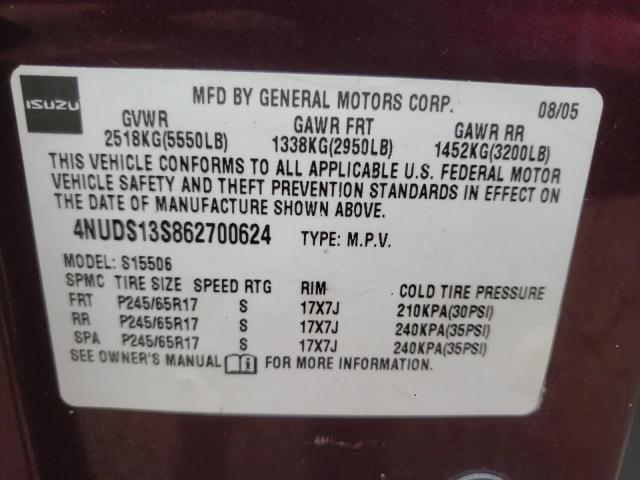 ISUZU
MFD BY GENERAL MOTORS CORP. 08/05
GVWR GAWR FRT GAWR RR
2518KG(5550LB) 1338KG(2950LB) 1452KG(3200LB)
THIS VEHICLE CONFORMS TO ALL APPLICABLE U.S. FEDERAL MOTOR
VEHICLE SAFETY AND THEFT PREVENTION STANDARDS IN EFFECT ON
THE DATE OF MANUFACTURE SHOWN ABOVE.
4NUDS13S862700624 TYPE: M.P.V.
MODEL: S15506
SPMC TIRE SIZE SPEED RTG RIM COLD TIRE PRESSURE
FRT P245/65R17 S 17X7J 210KPA(30PSI)
RR P245/65R17 S 17X7J 240KPA(35PSI)
SPA P245/65R17 S 17X7J 240KPA(35PSI)
SEE OWNER'S MANUAL FOR MORE INFORMATION.